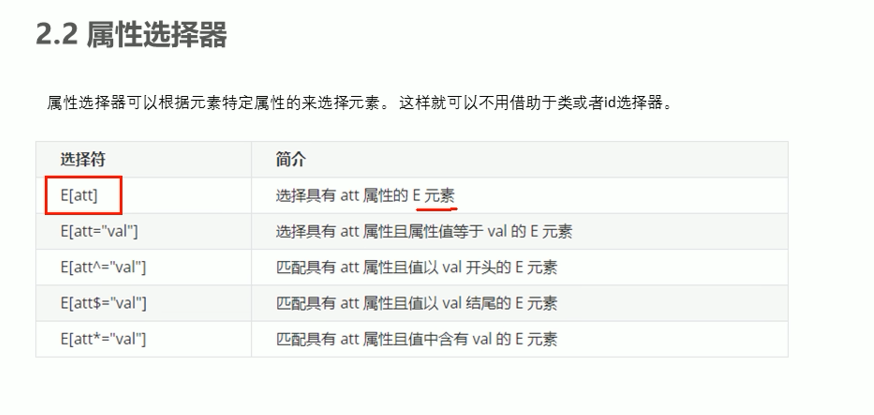 2.2 属性选择器
属性选择器可以根据元素特定属性的来选择元素。 这样就可以不用借助于类或者id选择器。
选择符 简介
E[att] 选择具有 att 属性的 E 元素
E[att="val"] 选择具有 att 属性且属性值等于 val 的 E 元素
E[att^="val"] 匹配具有 att 属性且值以 val 开头的 E 元素
E[att$="val"] 匹配具有 att 属性且值以 val 结尾的 E 元素
E[att*="val"] 匹配具有 att 属性且值中含有 val 的 E 元素